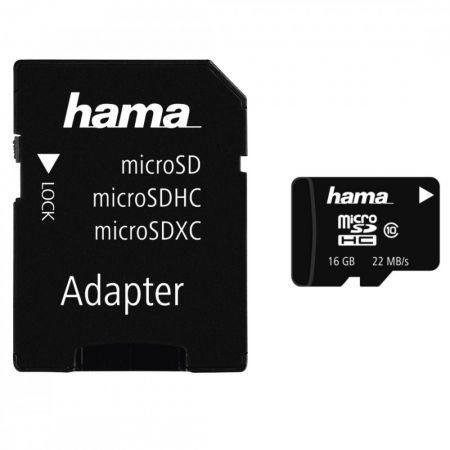 hama
microSD
microSDHC
microSDXC
LOCK
Adapter
hama
micro
SD
HC 10
16 GB 22 MB/s